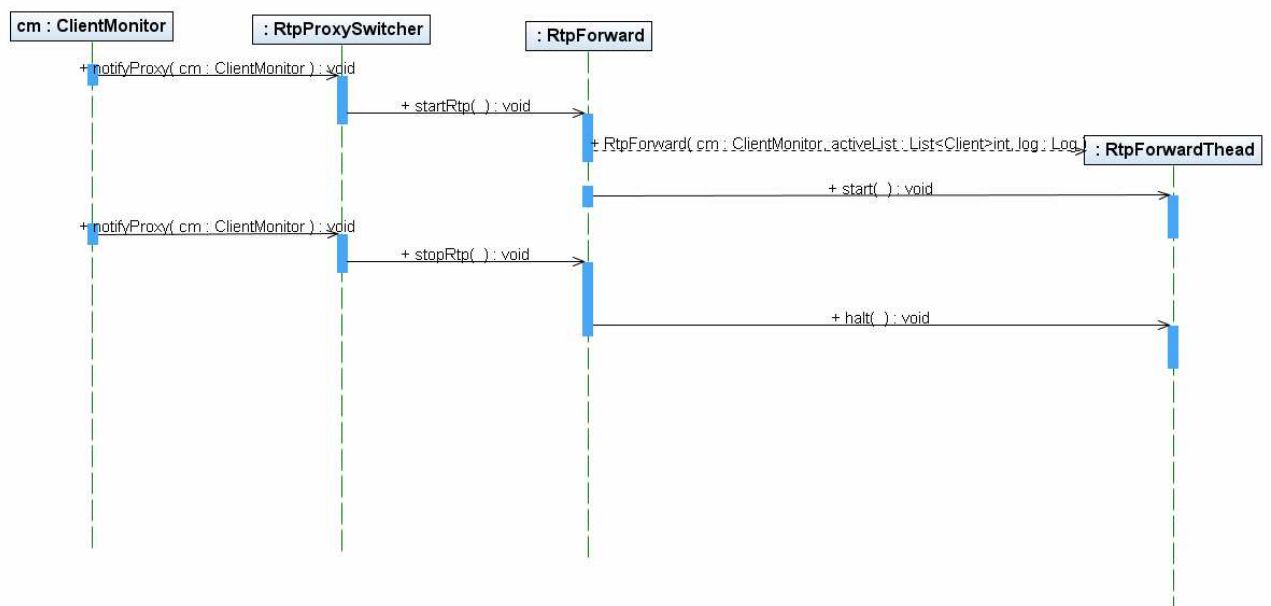 cm : ClientMonitor
: RtpProxySwitcher
: RtpForward
+ notifyProxy( cm : ClientMonitor ) : void
+ startRtp(  ) : void
+ RtpForward( cm : ClientMonitor, activeList : List<Client>int, log : Log )
: RtpForwardThead
+ start(  ) : void
+ notifyProxy( cm : ClientMonitor ) : void
+ stopRtp(  ) : void
+ halt(  ) : void